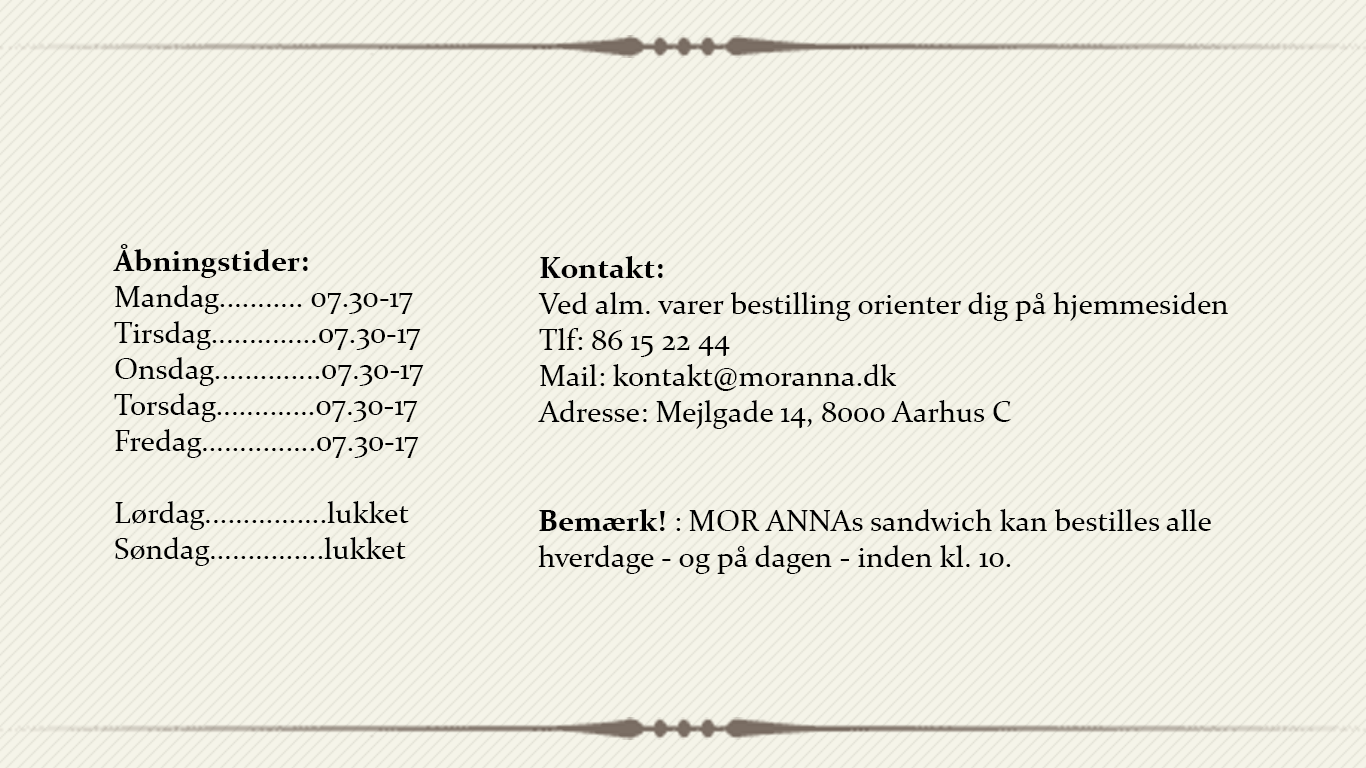 Åbningstider:
Mandag........... 07.30-17
Tirsdag..............07.30-17
Onsdag..............07.30-17
Torsdag.............07.30-17
Fredag...............07.30-17
Lørdag................lukket
Søndag...............lukket
Kontakt:
Ved alm. varer bestilling orienter dig på hjemmesiden
Tlf: 86 15 22 44
Mail: kontakt@moranna.dk
Adresse: Mejlgade 14, 8000 Aarhus C
Bemærk! : MOR ANNAs sandwich kan bestilles alle
hverdage - og på dagen - inden kl. 10.